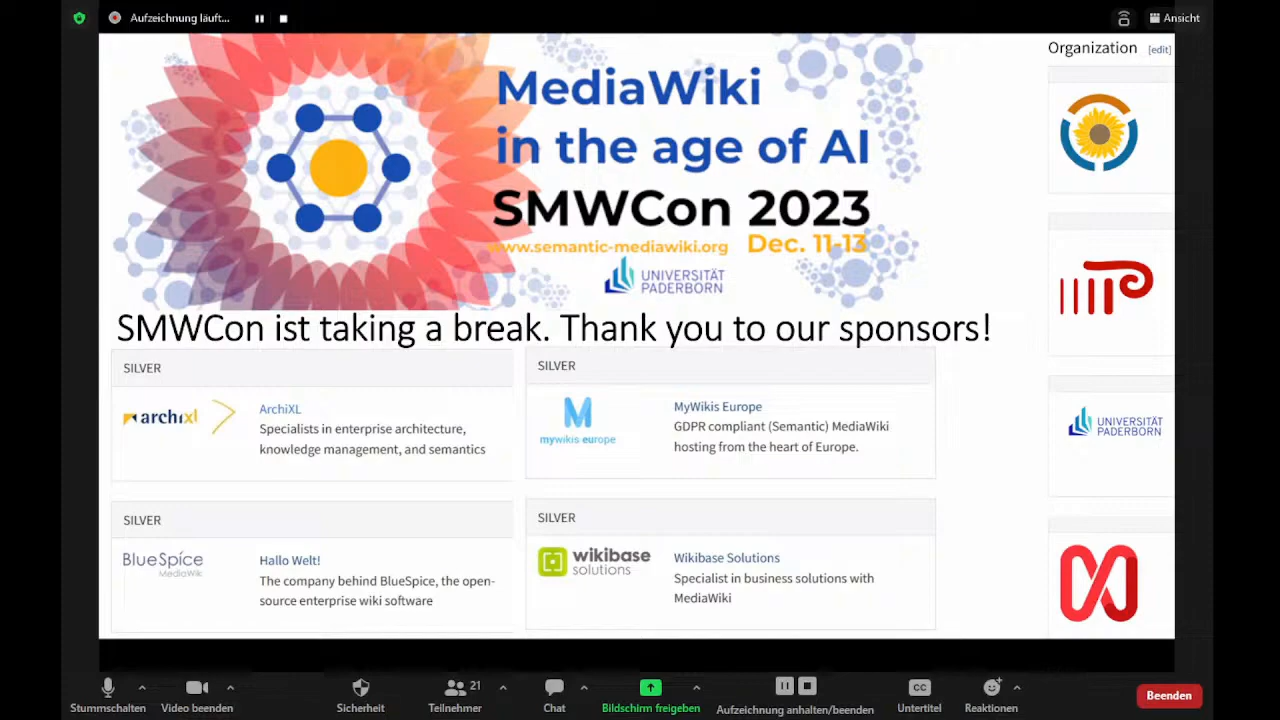 Aufzeichnung läuft...
Ansicht
MediaWiki
in the age of AI
SMWCon 2023
www.semantic-mediawiki.org Dec. 11-13
UNIVERSITÄT
PADERBORN
Organization [edit]
SMWCon ist taking a break. Thank you to our sponsors!
SILVER
archixl
ArchiXL
Specialists in enterprise architecture,
knowledge management, and semantics
SILVER
mywikis europe
MyWikis Europe
GDPR compliant (Semantic) MediaWiki
hosting from the heart of Europe.
SILVER
BlueSpice
MediaWiki
Hallo Welt!
The company behind BlueSpice, the open-
source enterprise wiki software
SILVER
wikibase
solutions
Wikibase Solutions
Specialist in business solutions with
MediaWiki
UNIVERSITÄT
PADERBORN
Stummschalten
Video beenden
Sicherheit
21
Teilnehmer
Chat
Bildschirm freigeben
Aufzeichnung anhalten/beenden
CC
Untertitel
Reaktionen
Beenden